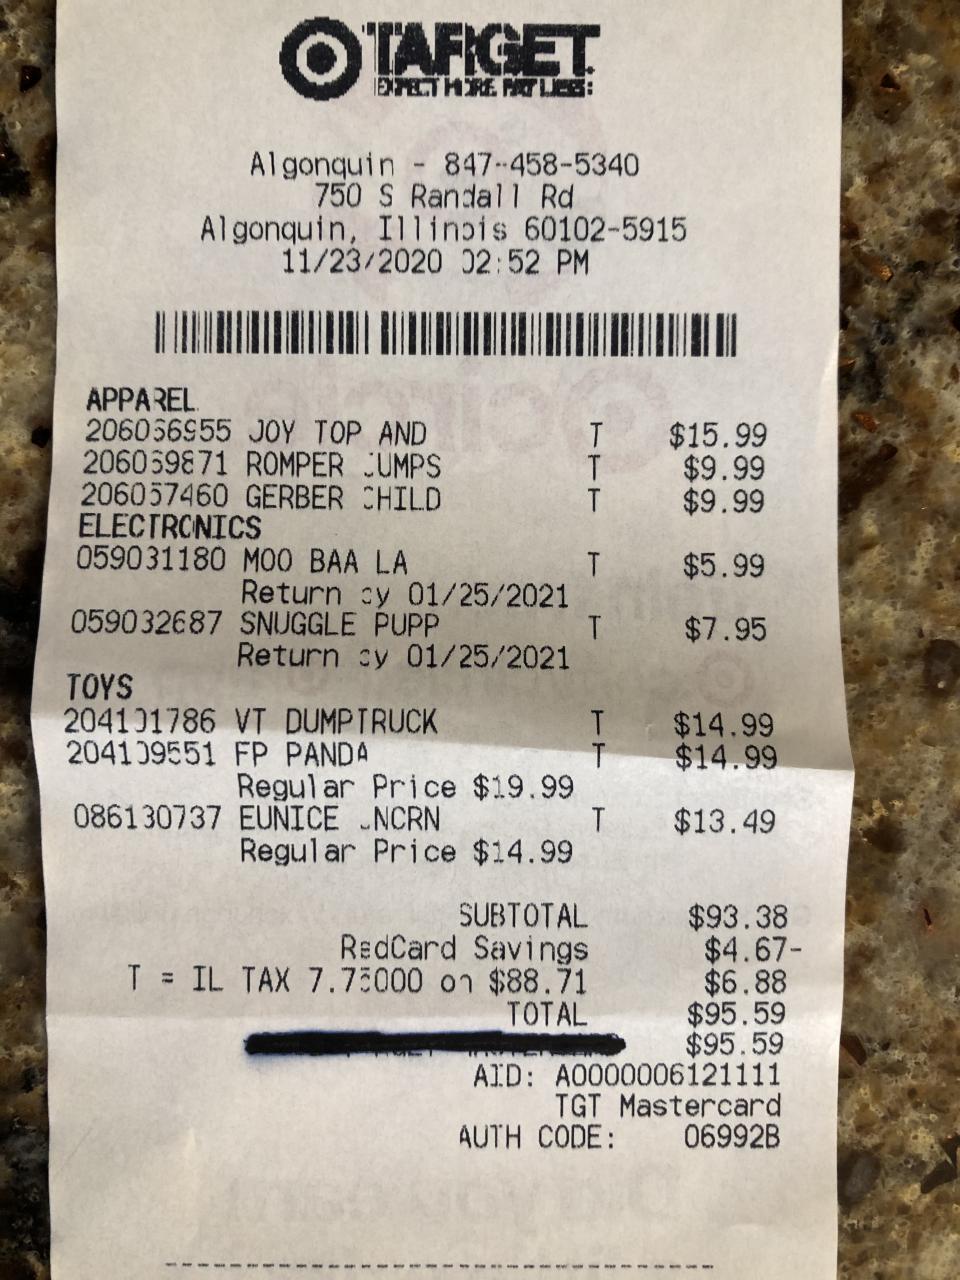 TARGET
EXPECT MORE PAY LESS.
Algonquin - 847-458-5340
750 S Randall Rd
Algonquin, Illinois 60102-5915
11/23/2020 02:52 PM
APPAREL
206066955 JOY TOP AND T $15.99
206059871 ROMPER JUMPS T $9.99
206057460 GERBER CHILD T $9.99
ELECTRONICS
059031180 MOO BAA LA T $5.99
Return by 01/25/2021
059032687 SNUGGLE PUPP T $7.95
Return by 01/25/2021
TOYS
204101786 VT DUMPTRUCK T $14.99
204109551 FP PANDA T $14.99
Regular Price $19.99
086130737 EUNICE UNCRN T $13.49
Regular Price $14.99
SUBTOTAL $93.38
RedCard Savings $4.67-
T = IL TAX 7.75000 on $88.71 $6.88
TOTAL $95.59
$95.59
AID: A0000006121111
TGT Mastercard
AUTH CODE: 06992B